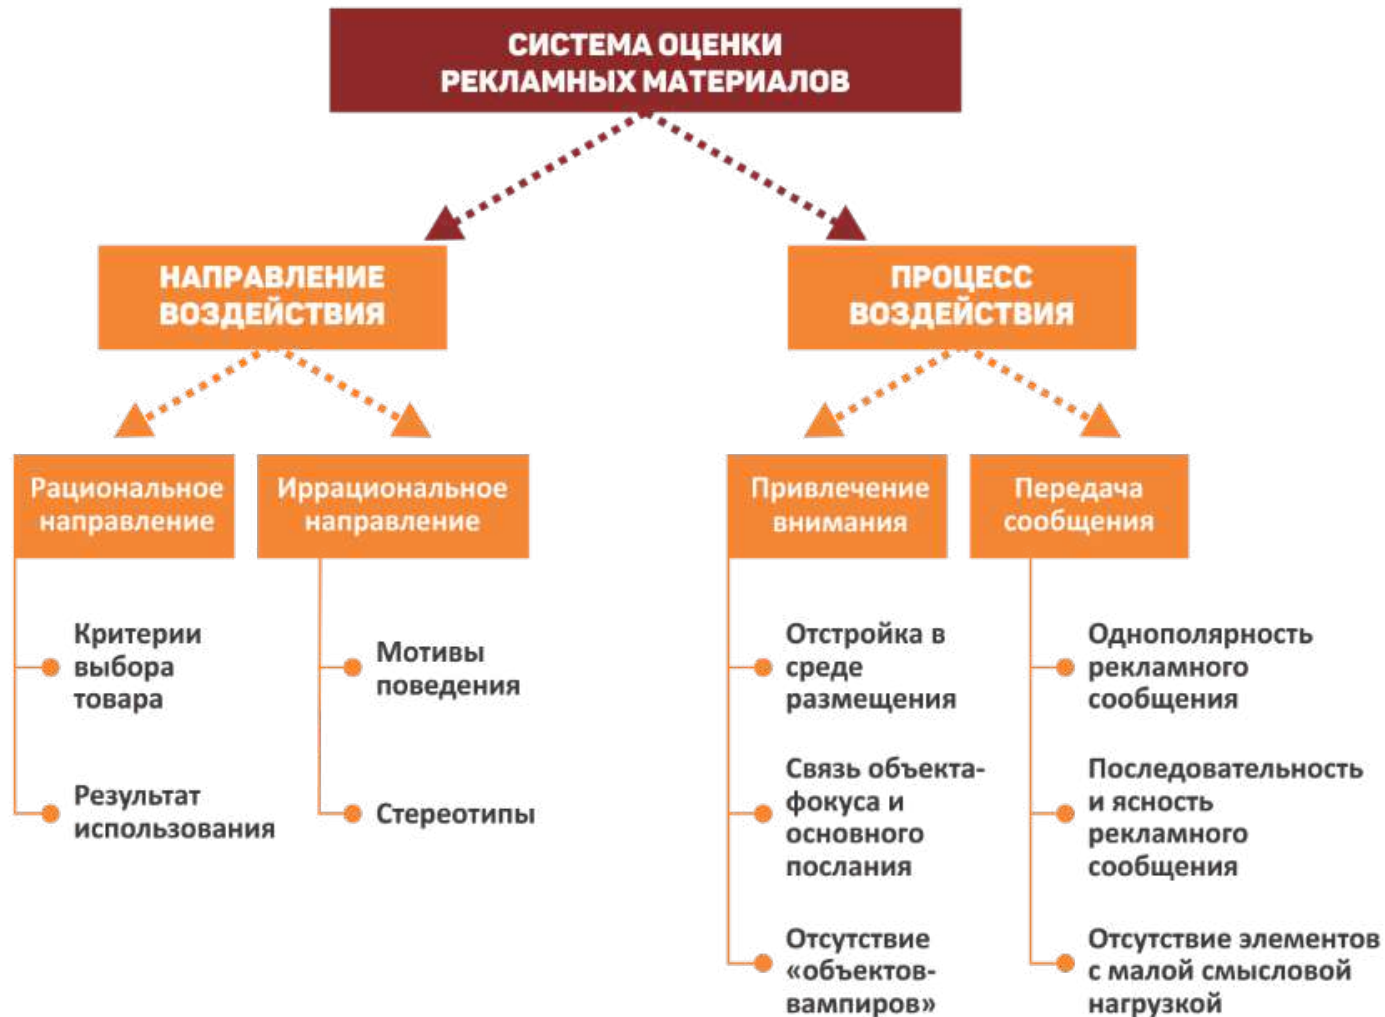 СИСТЕМА ОЦЕНКИ
РЕКЛАМНЫХ МАТЕРИАЛОВ
НАПРАВЛЕНИЕ
ВОЗДЕЙСТВИЯ
ПРОЦЕСС
ВОЗДЕЙСТВИЯ
Рациональное
направление
Иррациональное
направление
Привлечение
внимания
Передача
сообщения
Критерии
выбора
товара
Результат
использования
Мотивы
поведения
Стереотипы
Отстройка в
среде
размещения
Связь объекта-
фокуса и
основного
послания
Отсутствие
«объектов-
вампиров»
Однополярность
рекламного
сообщения
Последовательность
и ясность
рекламного
сообщения
Отсутствие элементов
с малой смысловой
нагрузкой